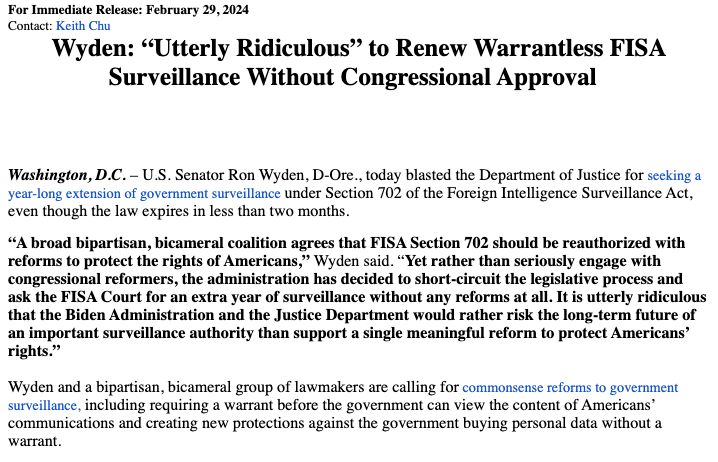 For Immediate Release: February 29, 2024
Contact: Keith Chu
Wyden: “Utterly Ridiculous” to Renew Warrantless FISA
Surveillance Without Congressional Approval
Washington, D.C. – U.S. Senator Ron Wyden, D-Ore., today blasted the Department of Justice for seeking a
year-long extension of government surveillance under Section 702 of the Foreign Intelligence Surveillance Act,
even though the law expires in less than two months.
“A broad bipartisan, bicameral coalition agrees that FISA Section 702 should be reauthorized with
reforms to protect the rights of Americans,” Wyden said. “Yet rather than seriously engage with
congressional reformers, the administration has decided to short-circuit the legislative process and
ask the FISA Court for an extra year of surveillance without any reforms at all. It is utterly ridiculous
that the Biden Administration and the Justice Department would rather risk the long-term future of
an important surveillance authority than support a single meaningful reform to protect Americans’
rights.”
Wyden and a bipartisan, bicameral group of lawmakers are calling for commonsense reforms to government
surveillance, including requiring a warrant before the government can view the content of Americans’
communications and creating new protections against the government buying personal data without a
warrant.